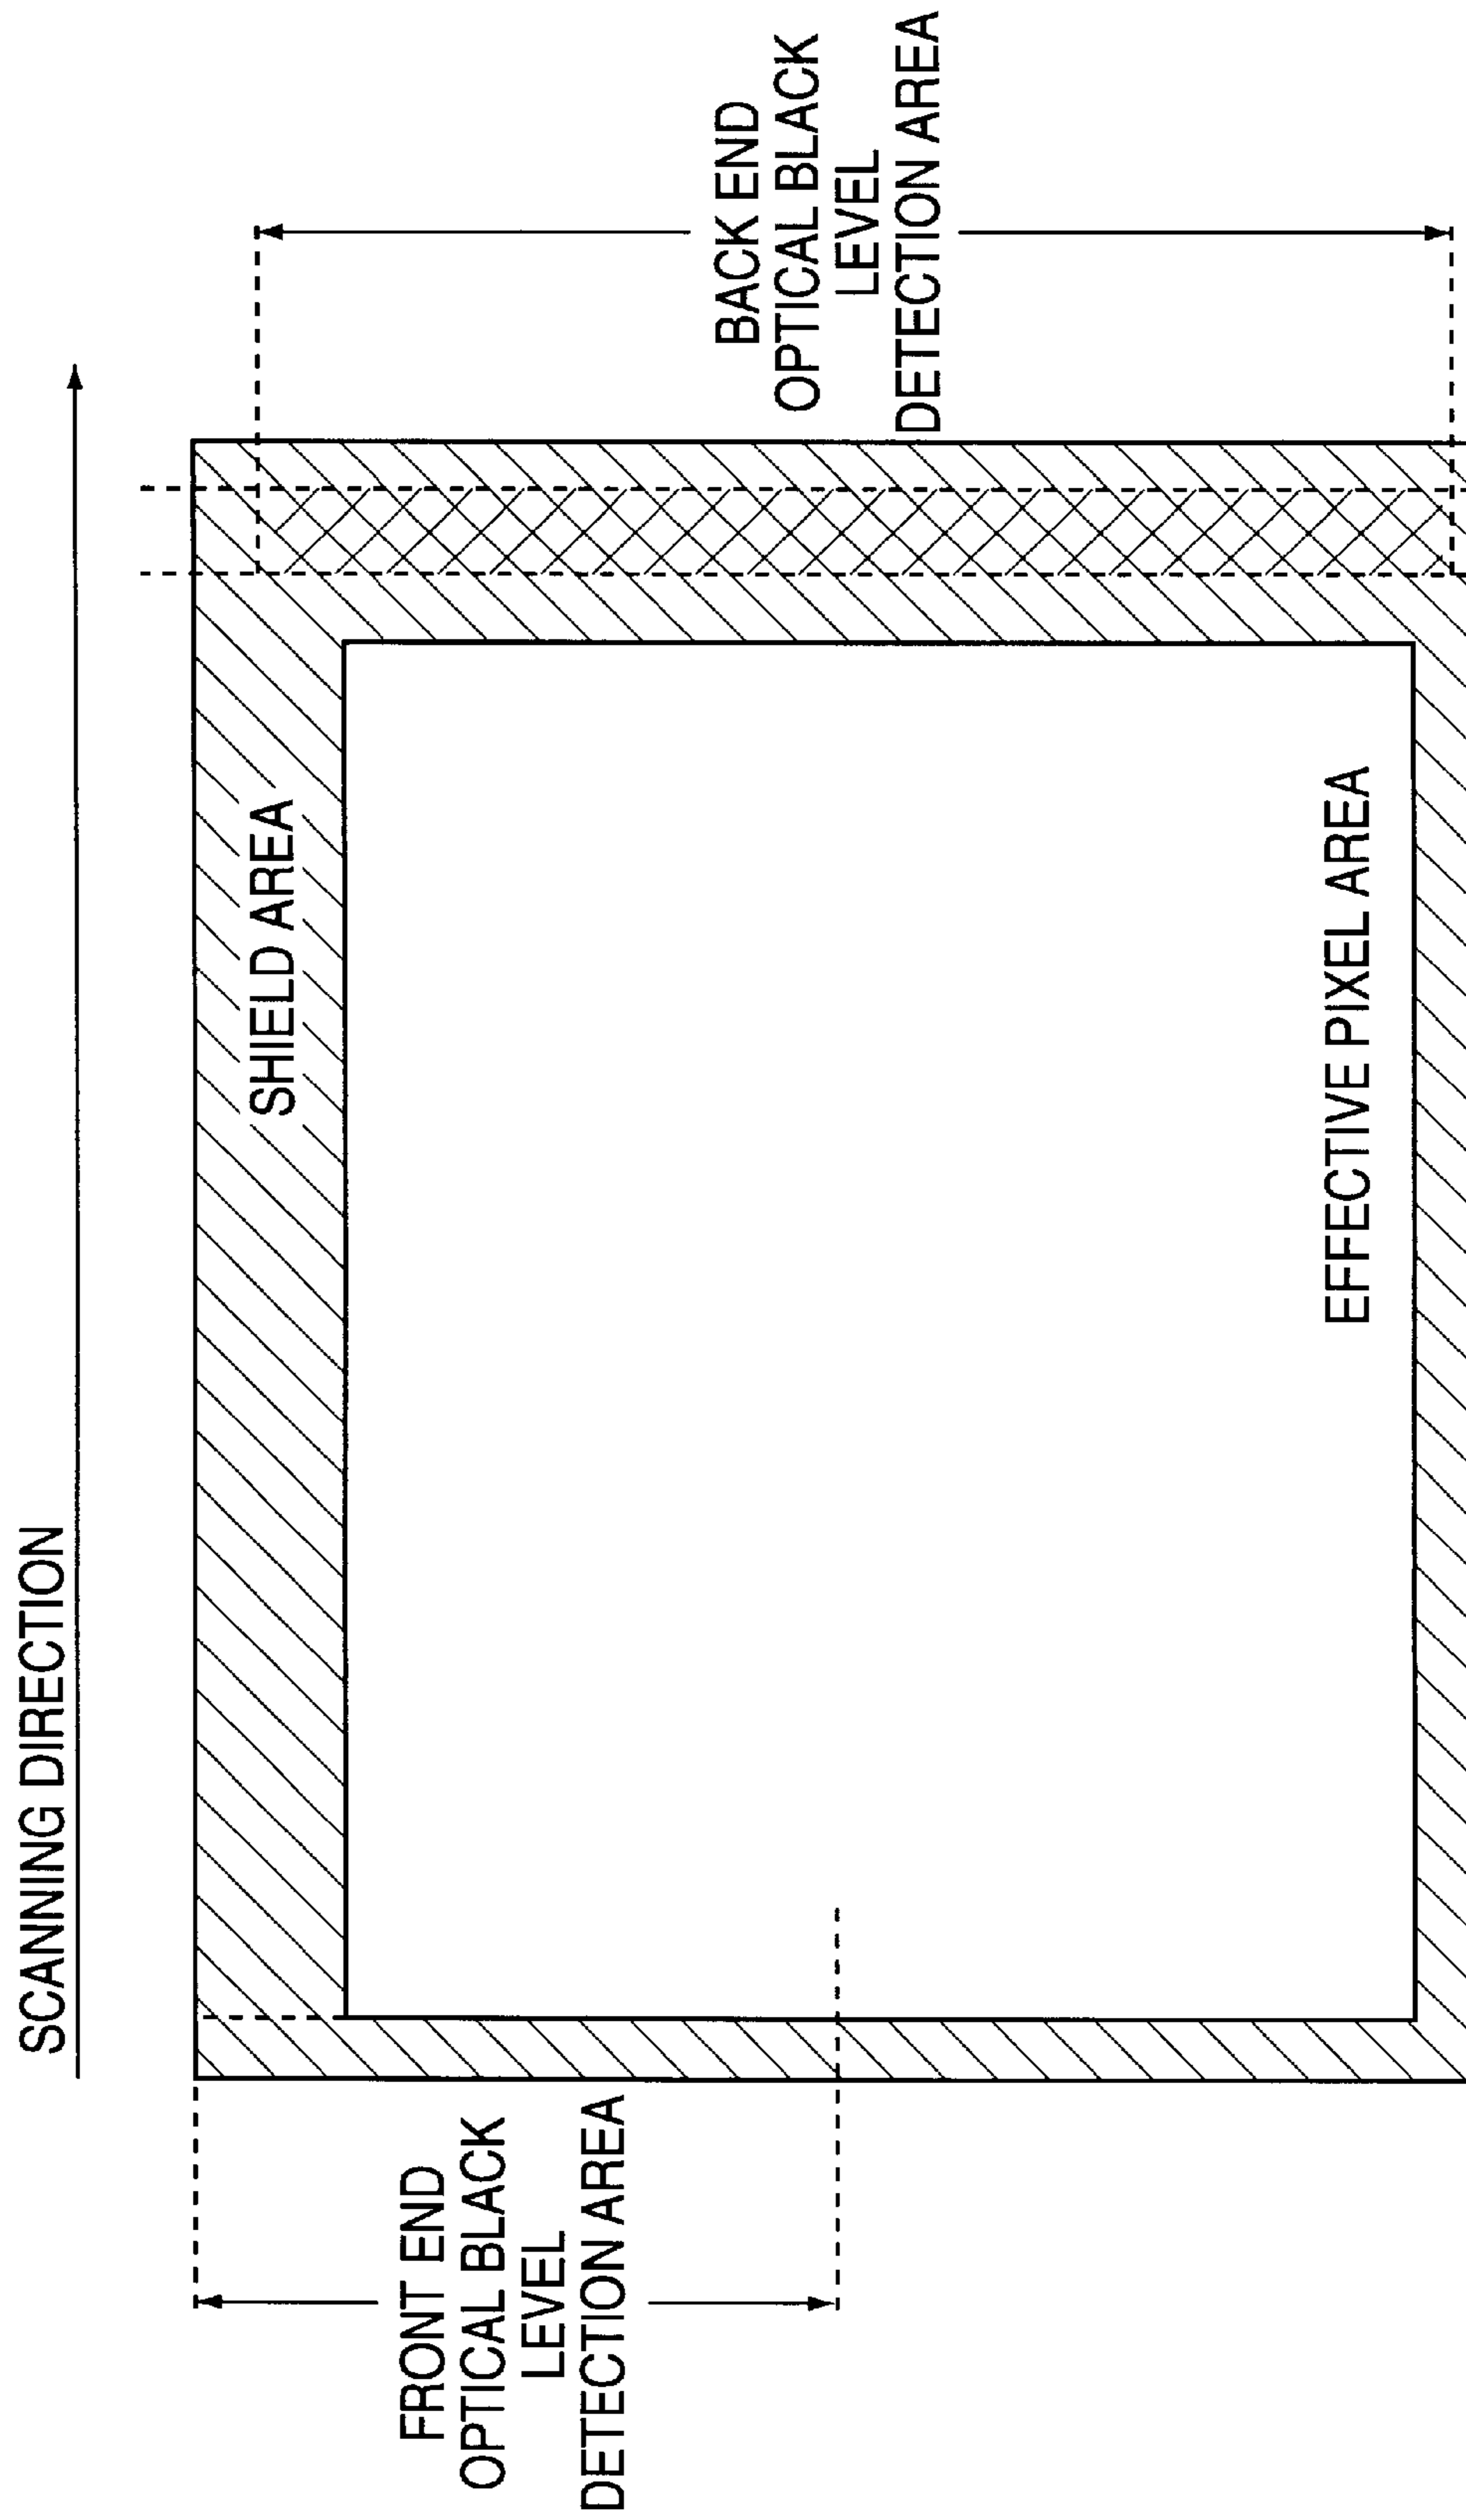 SCANNING DIRECTION
SHIELD AREA
FRONT END
OPTICAL BLACK
LEVEL
DETECTION AREA
BACK END
OPTICAL BLACK
LEVEL
DETECTION AREA
EFFECTIVE PIXEL AREA